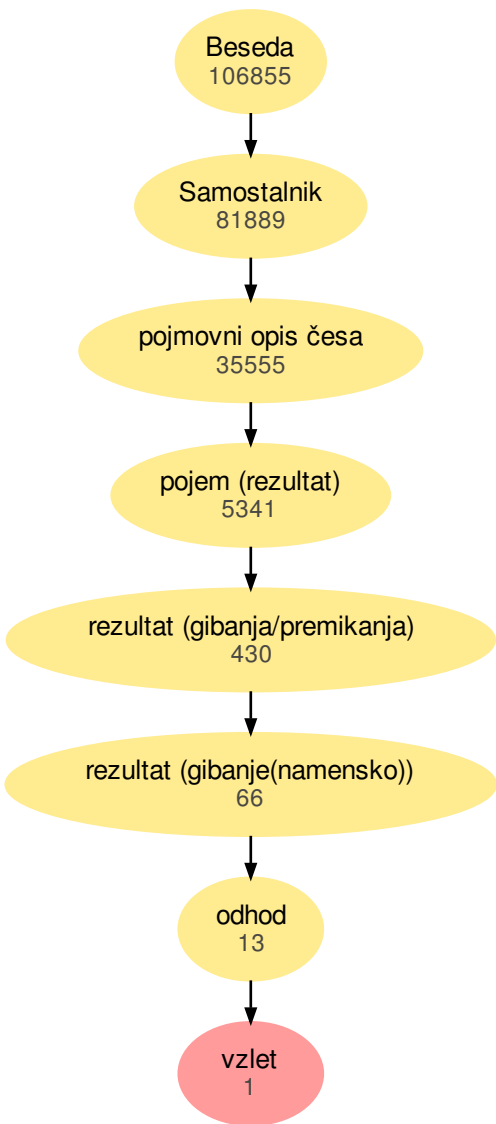 Beseda
106855
Samostalnik
81889
pojmovni opis česa
35555
pojem (rezultat)
5341
rezultat (gibanja/premikanja)
430
rezultat (gibanje(namensko))
66
odhod
13
vzlet
1